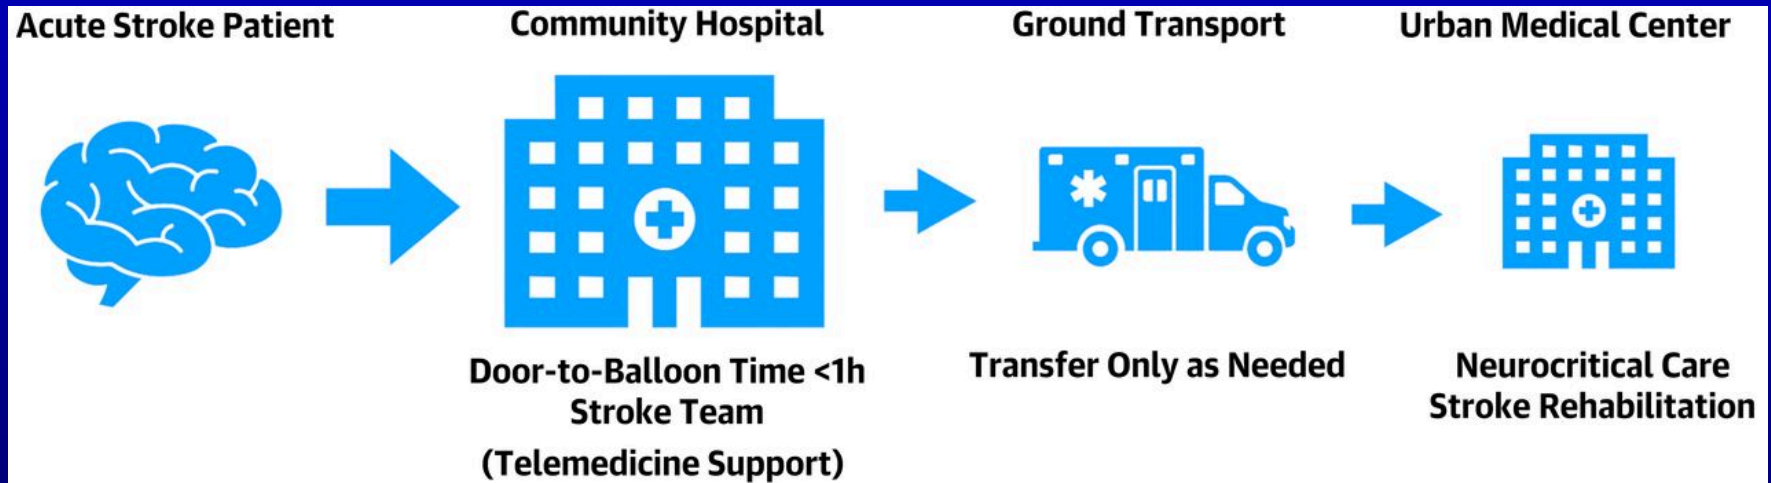 Acute Stroke Patient
Community Hospital
Ground Transport
Urban Medical Center
Door-to-Balloon Time <1h
Stroke Team
(Telemedicine Support)
Transfer Only as Needed
Neurocritical Care
Stroke Rehabilitation